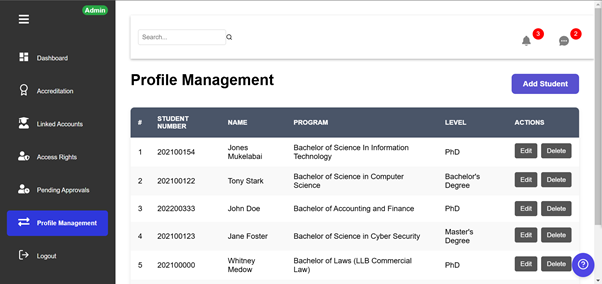 Admin
Dashboard
Accreditation
Linked Accounts
Access Rights
Pending Approvals
Profile Management
Logout
Search...
3
2
Profile Management
Add Student
# STUDENT NUMBER NAME PROGRAM LEVEL ACTIONS
1 202100154 Jones Mukelabai Bachelor of Science In Information Technology PhD Edit Delete
2 202100122 Tony Stark Bachelor of Science in Computer Science Bachelor's Degree Edit Delete
3 202200333 John Doe Bachelor of Accounting and Finance PhD Edit Delete
4 202100123 Jane Foster Bachelor of Science in Cyber Security Master's Degree Edit Delete
5 202100000 Whitney Medow Bachelor of Laws (LLB Commercial Law) PhD Edit Delete
?